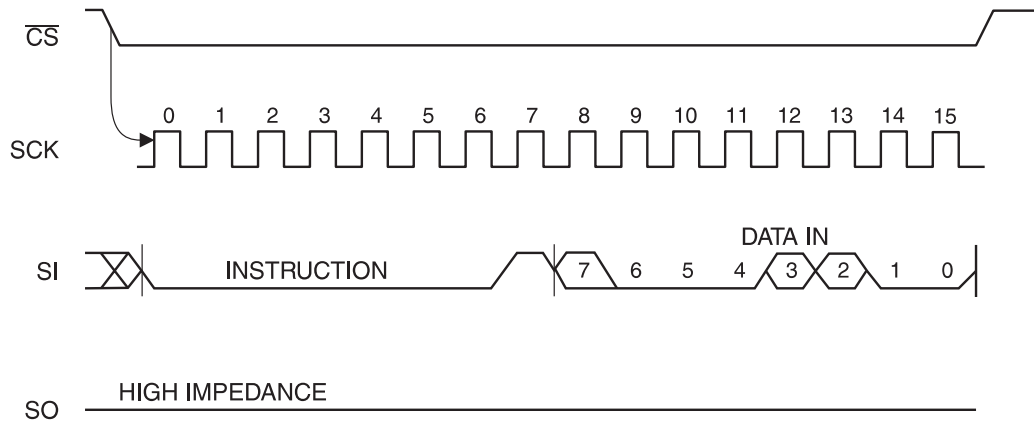 CS
0 1 2 3 4 5 6 7 8 9 10 11 12 13 14 15
SCK
DATA IN
SI INSTRUCTION 7 6 5 4 3 2 1 0
HIGH IMPEDANCE
SO